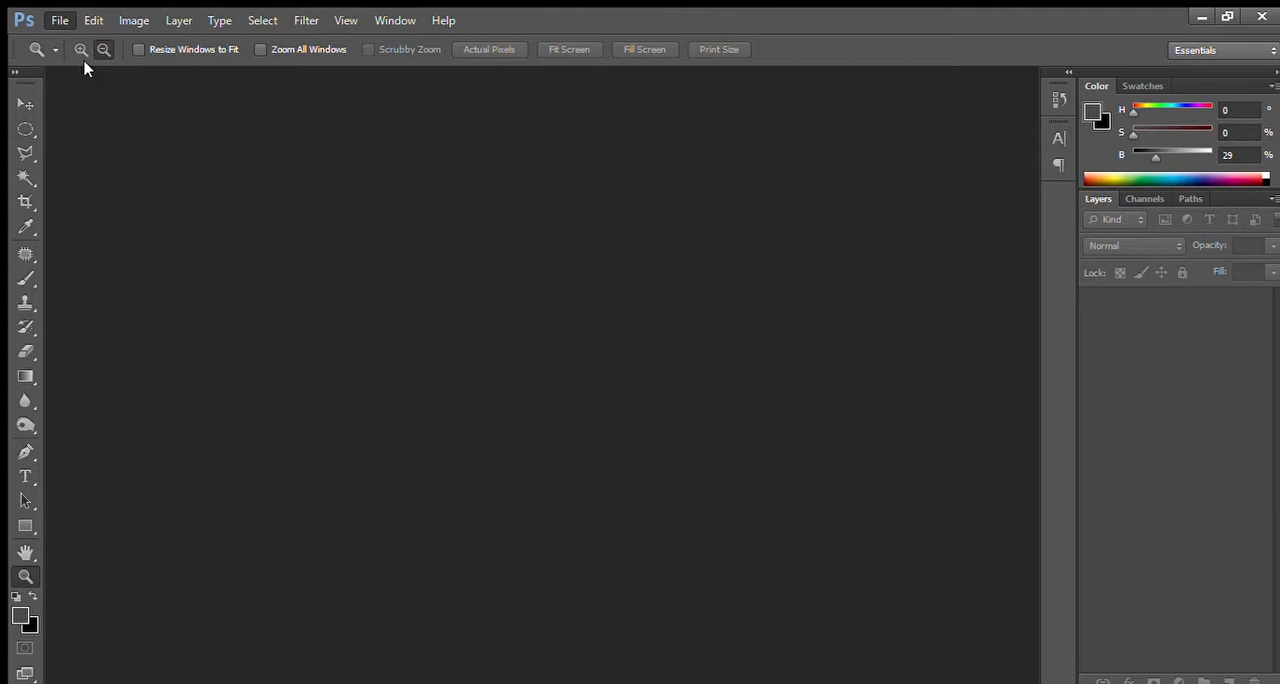 Ps File Edit Image Layer Type Select Filter View Window Help
Resize Windows to Fit Zoom All Windows Scrubby Zoom Actual Pixels Fit Screen Fill Screen Print Size Essentials
Color Swatches
H 0 °
S 0 %
B 29 %
Layers Channels Paths
Kind T
Normal Opacity:
Lock: Fill:
A|
¶
T
fx